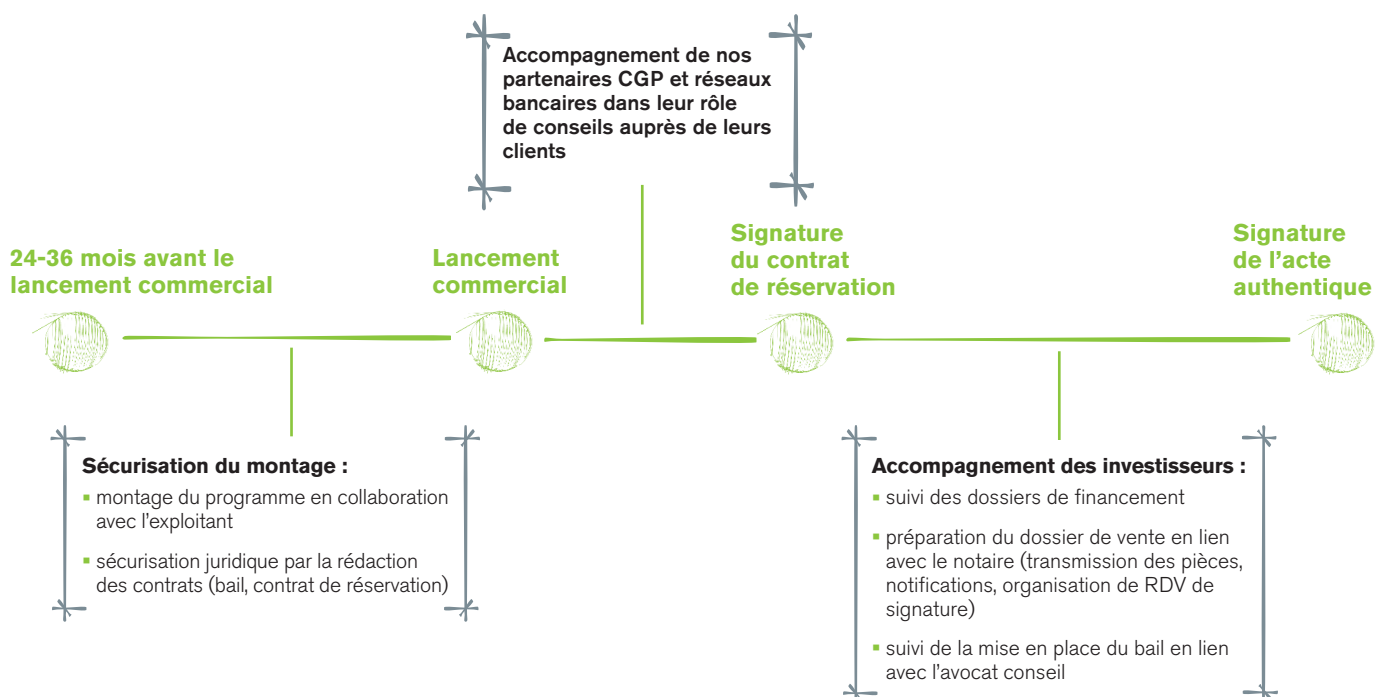 Accompagnement de nos
partenaires CGP et réseaux
bancaires dans leur rôle
de conseils auprès de leurs
clients
24-36 mois avant le
lancement commercial
Lancement
commercial
Signature
du contrat
de réservation
Signature
de l’acte
authentique
Sécurisation du montage :
▪ montage du programme en collaboration
avec l’exploitant
▪ sécurisation juridique par la rédaction
des contrats (bail, contrat de réservation)
Accompagnement des investisseurs :
▪ suivi des dossiers de financement
▪ préparation du dossier de vente en lien
avec le notaire (transmission des pièces,
notifications, organisation de RDV de
signature)
▪ suivi de la mise en place du bail en lien
avec l’avocat conseil